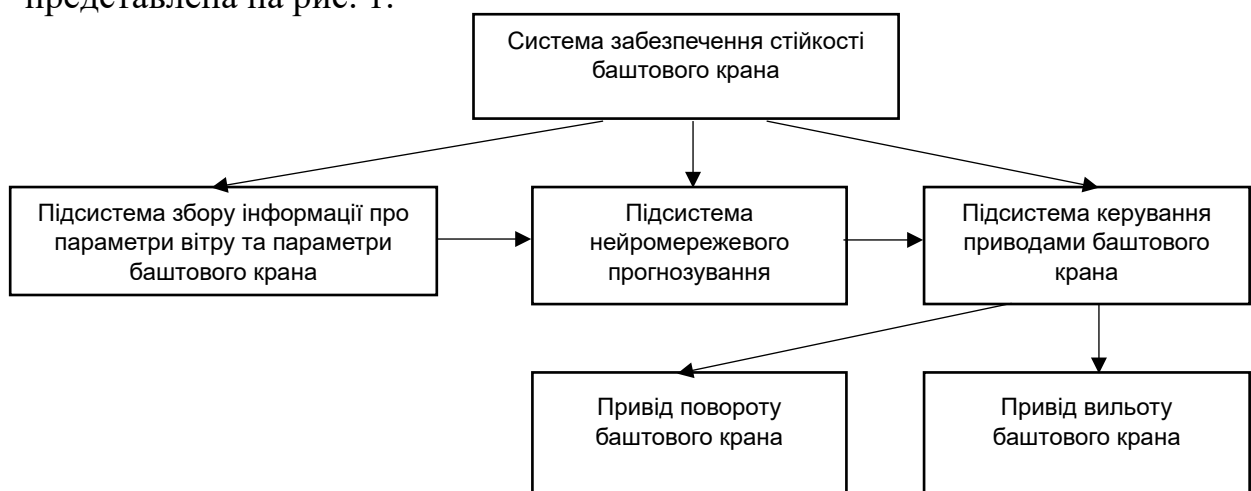 представлена на рис. 1.
Система забезпечення стійкості
баштового крана
Підсистема збору інформації про
параметри вітру та параметри
баштового крана
Підсистема
нейромережевого
прогнозування
Підсистема керування
приводами баштового
крана
Привід повороту
баштового крана
Привід вильоту
баштового крана